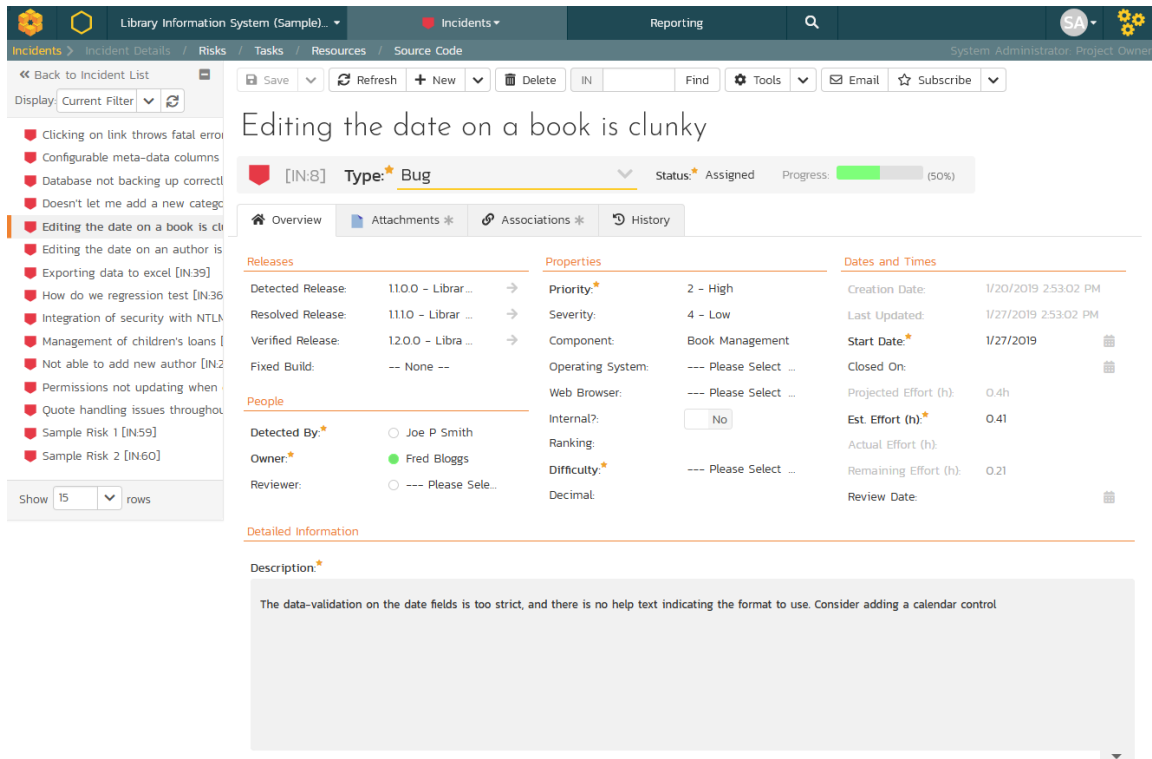 Library Information System (Sample)... Incidents Reporting SA
Incidents > Incident Details / Risks / Tasks / Resources / Source Code System Administrator Project Owner
Back to Incident List
Display: Current Filter
Clicking on link throws fatal error
Configurable meta-data columns
Database not backing up correctl
Doesn't let me add a new catego
Editing the date on a book is clu
Editing the date on an author is
Exporting data to excel [IN:39]
How do we regression test [IN:36
Integration of security with NTLM
Management of children's loans [
Not able to add new author [IN:2
Permissions not updating when
Quote handling issues throughou
Sample Risk 1 [IN:59]
Sample Risk 2 [IN:60]
Show 15 rows
Save Refresh New Delete IN Find Tools Email Subscribe
Editing the date on a book is clunky
[IN:8] Type:* Bug Status:* Assigned Progress: (50%)
Overview Attachments * Associations * History
Releases
Detected Release: 1.1.0.0 - Librar...
Resolved Release: 1.1.1.0 - Librar ...
Verified Release: 1.2.0.0 - Libra ...
Fixed Build: -- None --
People
Detected By:* Joe P Smith
Owner:* Fred Bloggs
Reviewer: --- Please Sele...
Properties
Priority:* 2 - High
Severity: 4 - Low
Component: Book Management
Operating System: --- Please Select ...
Web Browser: --- Please Select ...
Internal?: No
Ranking:
Difficulty:* --- Please Select ...
Decimal:
Dates and Times
Creation Date: 1/20/2019 2:53:02 PM
Last Updated: 1/27/2019 2:53:02 PM
Start Date:* 1/27/2019
Closed On:
Projected Effort (h): 0.4h
Est. Effort (h):* 0.41
Actual Effort (h):
Remaining Effort (h): 0.21
Review Date:
Detailed Information
Description:*
The data-validation on the date fields is too strict, and there is no help text indicating the format to use. Consider adding a calendar control